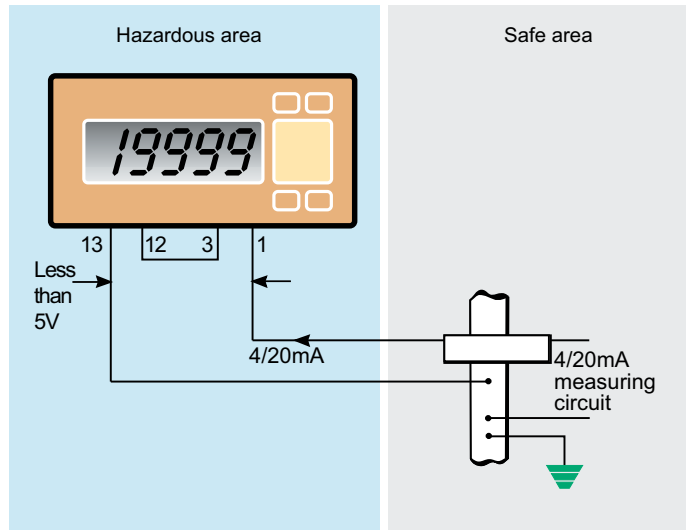 Hazardous area
Safe area
19999
13
12
3
1
Less
than
5V
4/20mA
4/20mA
measuring
circuit